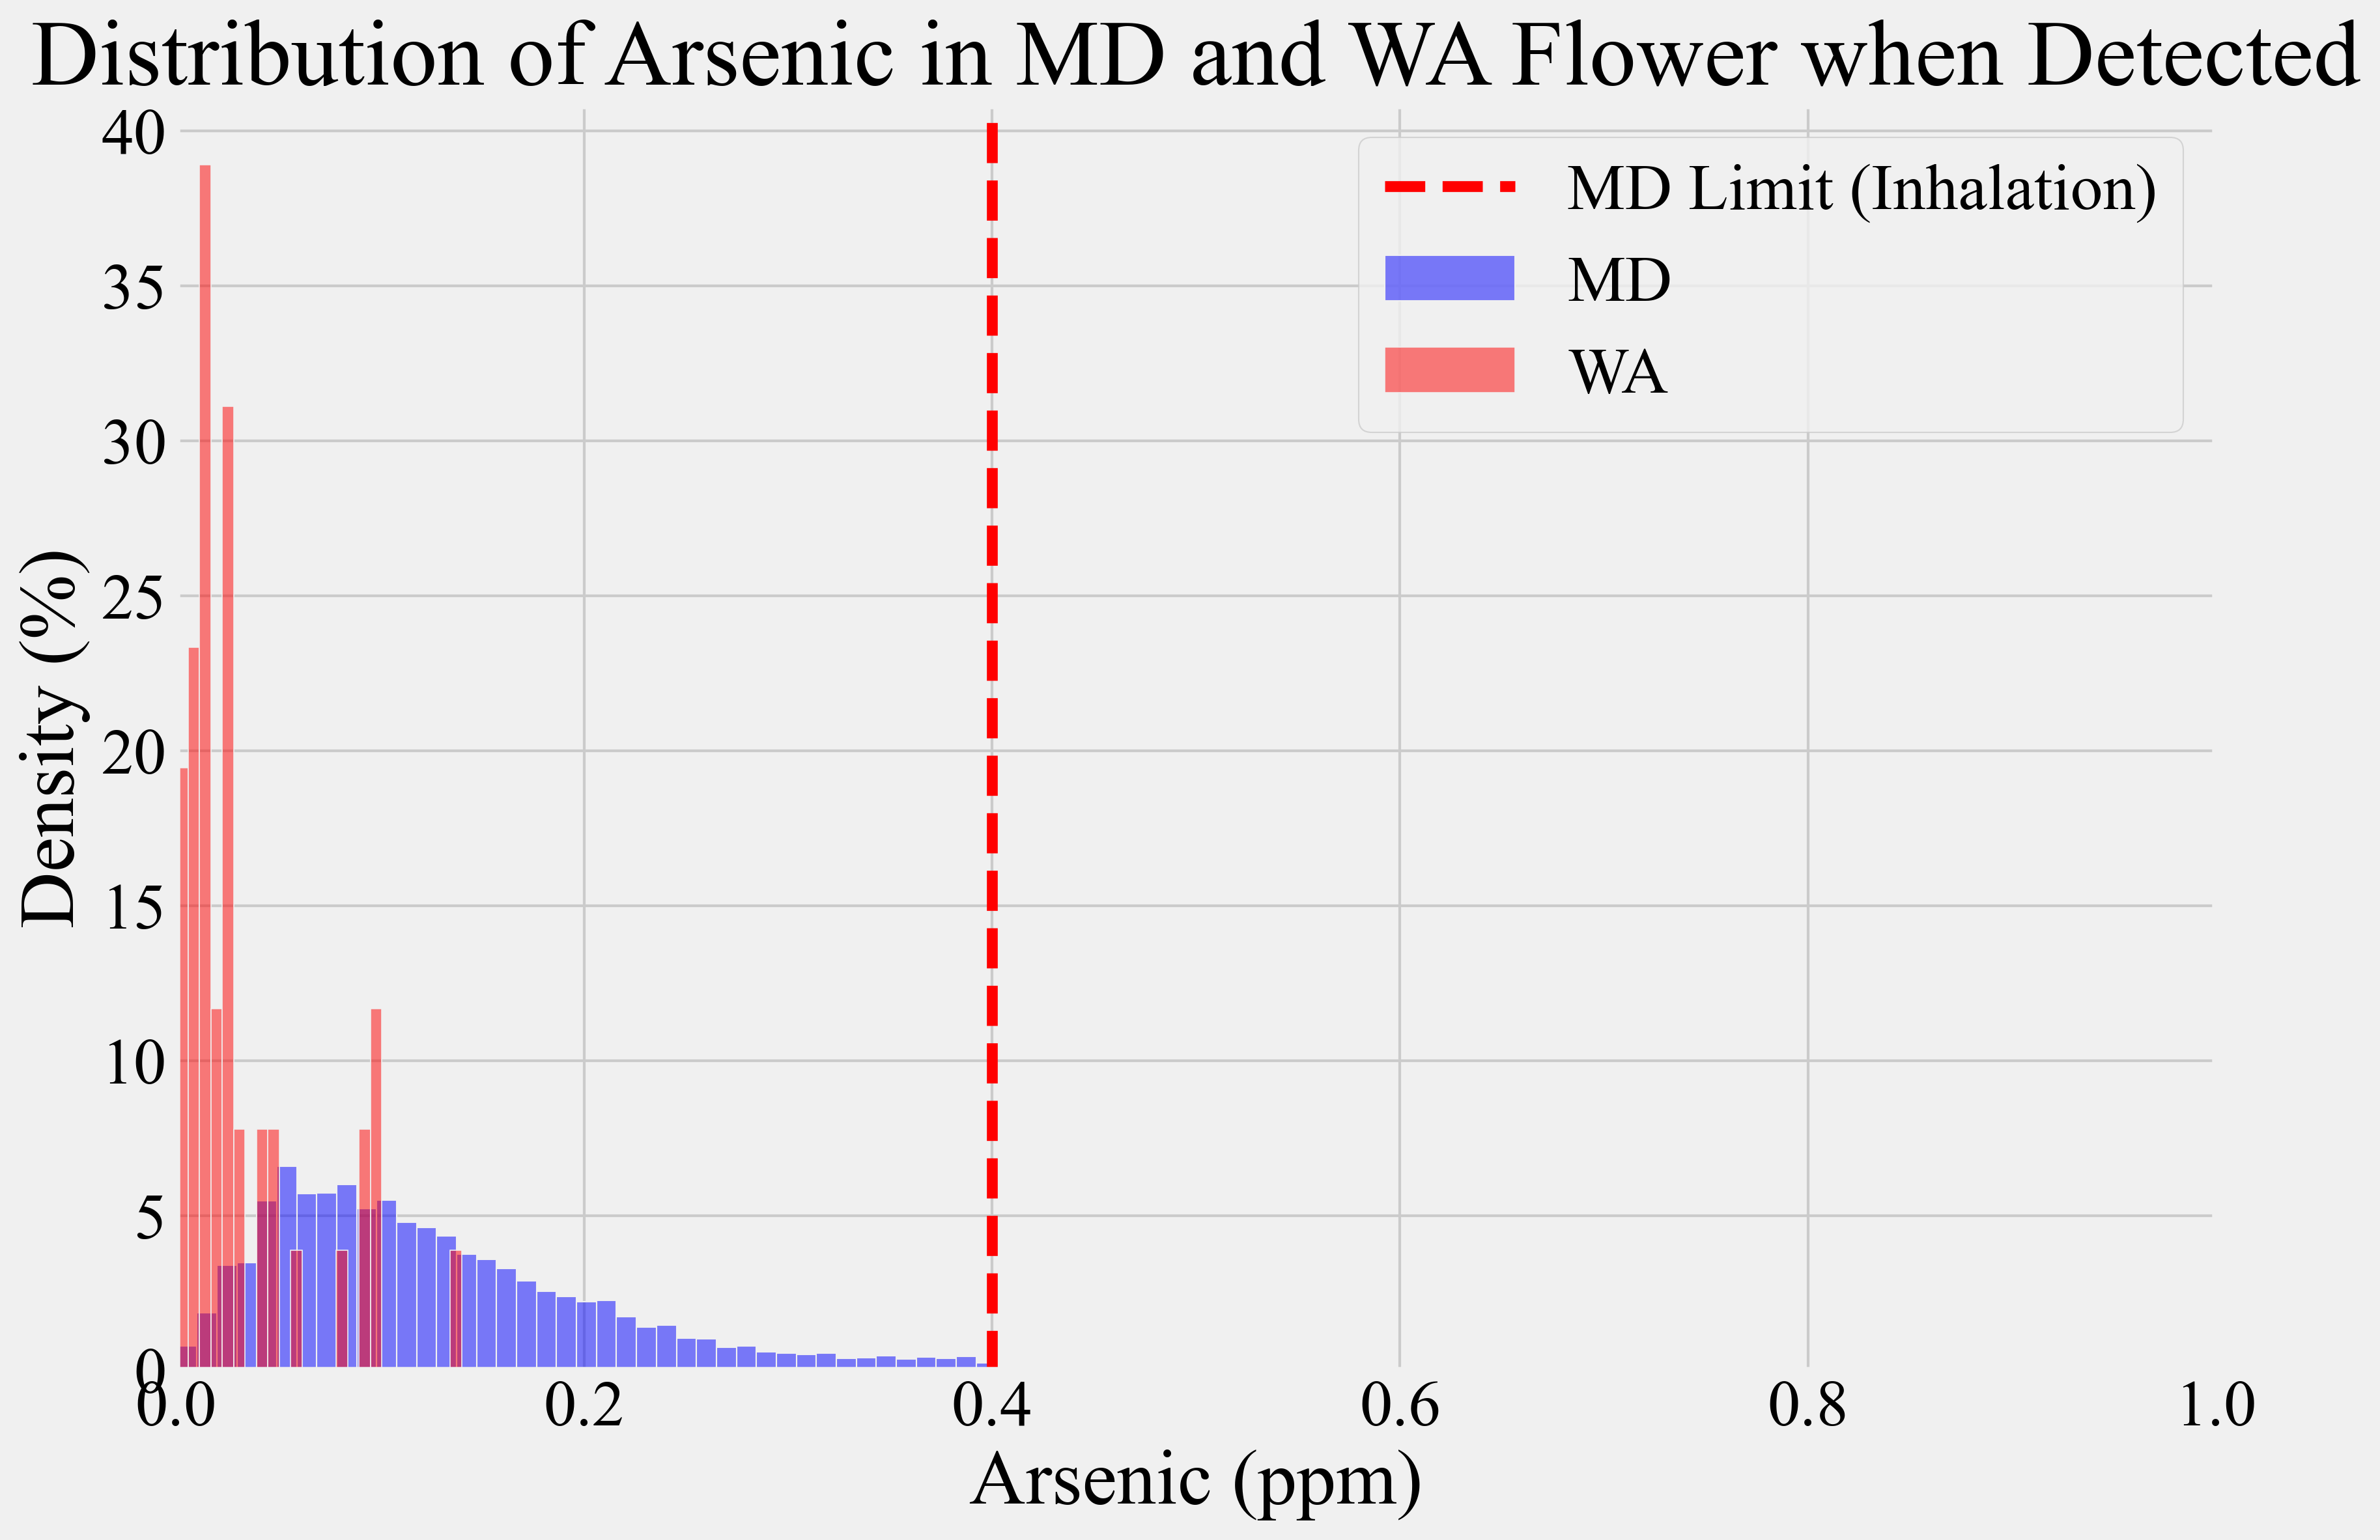 Distribution of Arsenic in MD and WA Flower when Detected
MD Limit (Inhalation)
MD
WA
Density (%)
40
35
30
25
20
15
10
5
0
0.0 0.2 0.4 0.6 0.8 1.0
Arsenic (ppm)